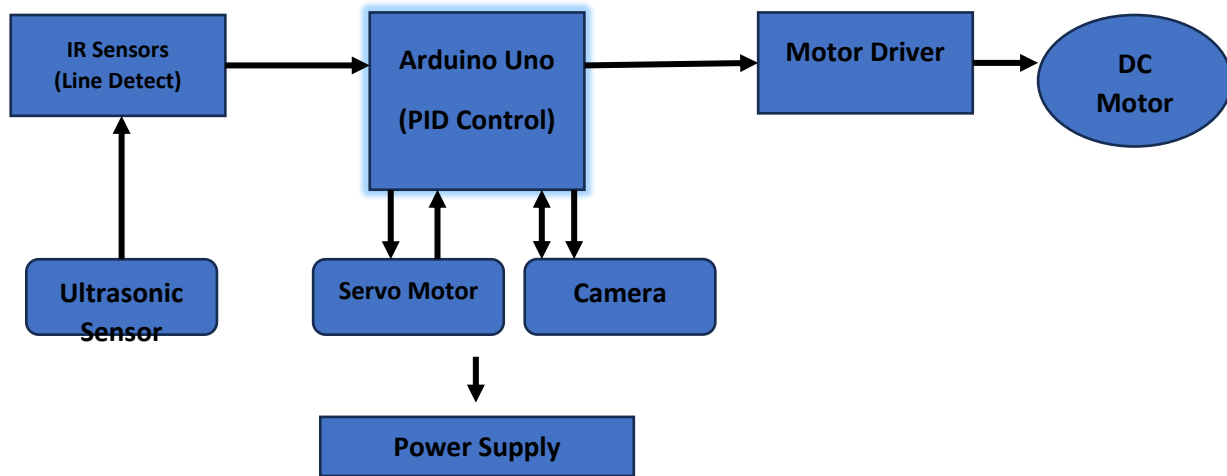 IR Sensors
(Line Detect)
Arduino Uno
(PID Control)
Motor Driver
DC
Motor
Ultrasonic
Sensor
Servo Motor
Camera
Power Supply